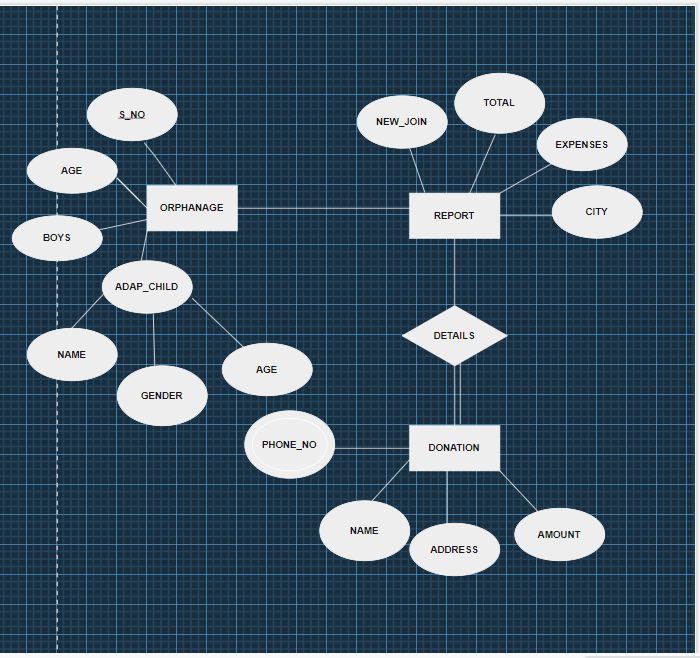 TOTAL
S_NO
NEW_JOIN
EXPENSES
AGE
ORPHANAGE
REPORT
CITY
BOYS
ADAP_CHILD
DETAILS
NAME
AGE
GENDER
PHONE_NO
DONATION
NAME
AMOUNT
ADDRESS